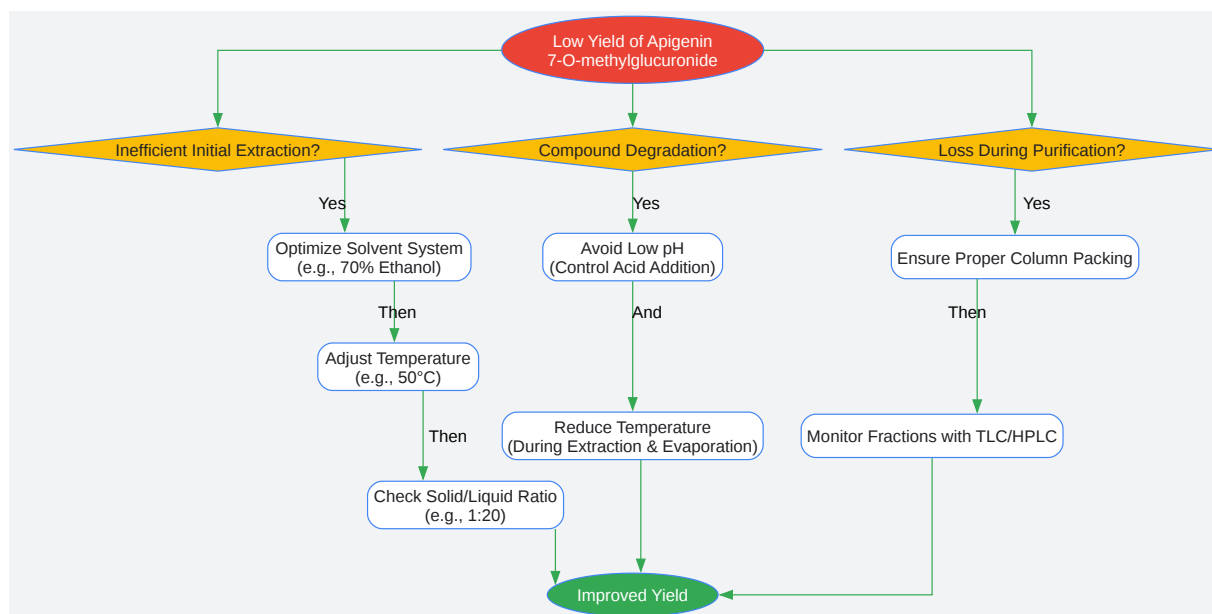 Low Yield of Apigenin
7-O-methylglucuronide
Inefficient Initial Extraction?
Compound Degradation?
Loss During Purification?
Yes
Yes
Yes
Optimize Solvent System
(e.g., 70% Ethanol)
Avoid Low pH
(Control Acid Addition)
Ensure Proper Column Packing
Then
And
Then
Adjust Temperature
(e.g., 50°C)
Then
Reduce Temperature
(During Extraction & Evaporation)
Monitor Fractions with TLC/HPLC
Check Solid/Liquid Ratio
(e.g., 1:20)
Improved Yield